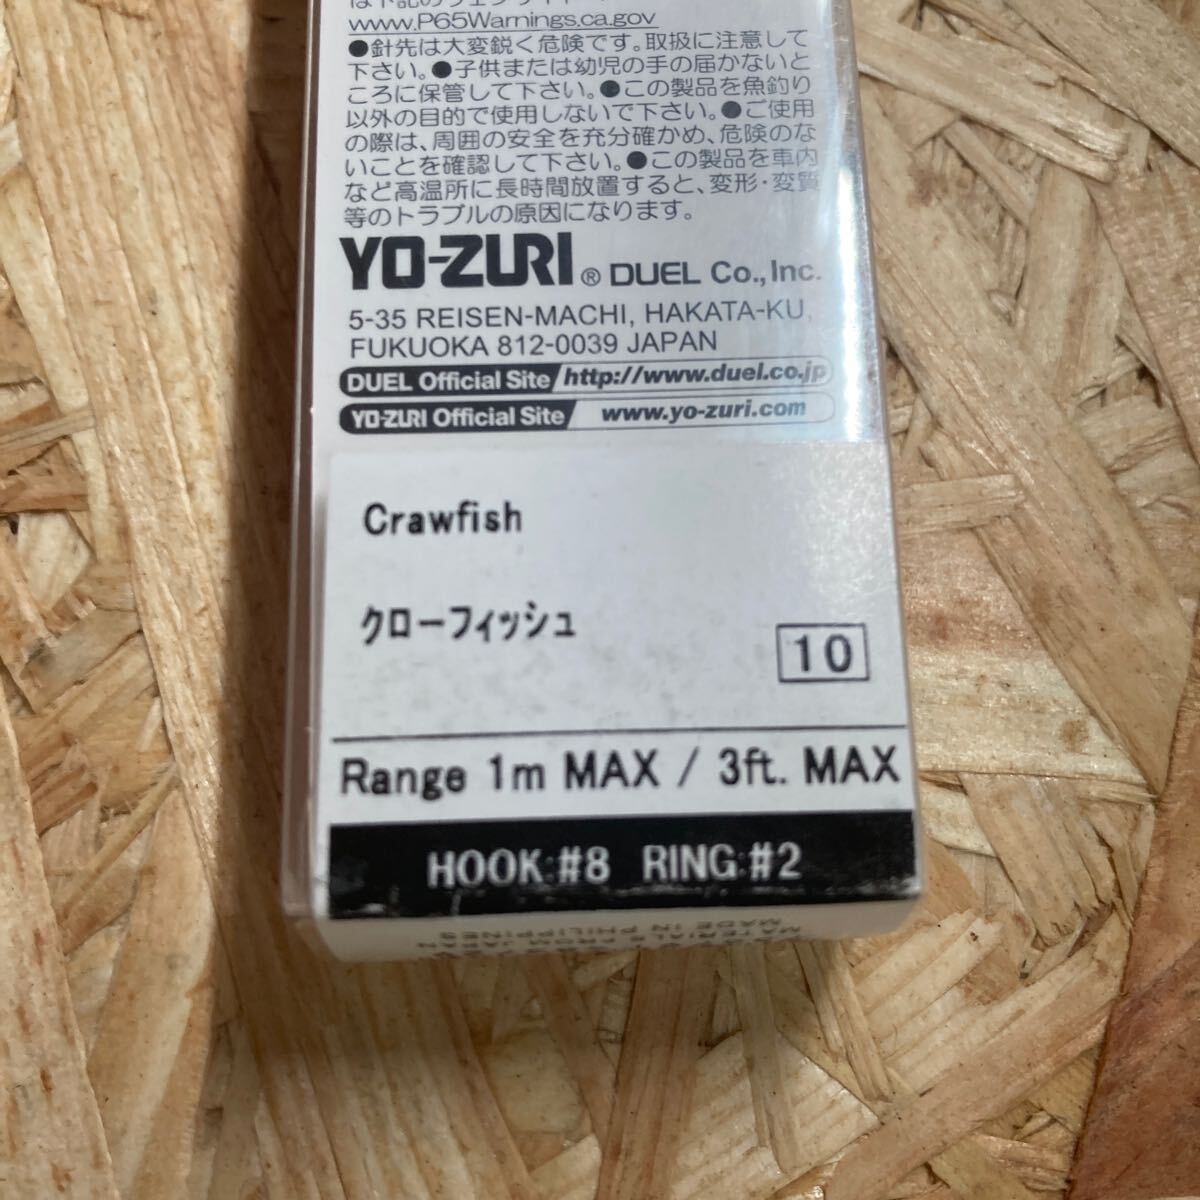 は下記のウェブサイト
www.P65Warnings.ca.gov
●針先は大変鋭く危険です。取扱に注意して
下さい。●子供または幼児の手の届かないと
ころに保管して下さい。●この製品を魚釣り
以外の目的で使用しないで下さい。●ご使用
の際は、周囲の安全を充分確かめ、危険のな
いことを確認して下さい。●この製品を車内
など高温所に長時間放置すると、変形・変質
等のトラブルの原因になります。
YO-ZURI ® DUEL Co., Inc.
5-35 REISEN-MACHI, HAKATA-KU,
FUKUOKA 812-0039 JAPAN
DUEL Official Site http://www.duel.co.jp
YO-ZURI Official Site www.yo-zuri.com
Crawfish
クローフィッシュ
10
Range 1m MAX / 3ft. MAX
HOOK:#8 RING:#2
MADE IN PHILIPPINES
MATERIALS FROM JAPAN